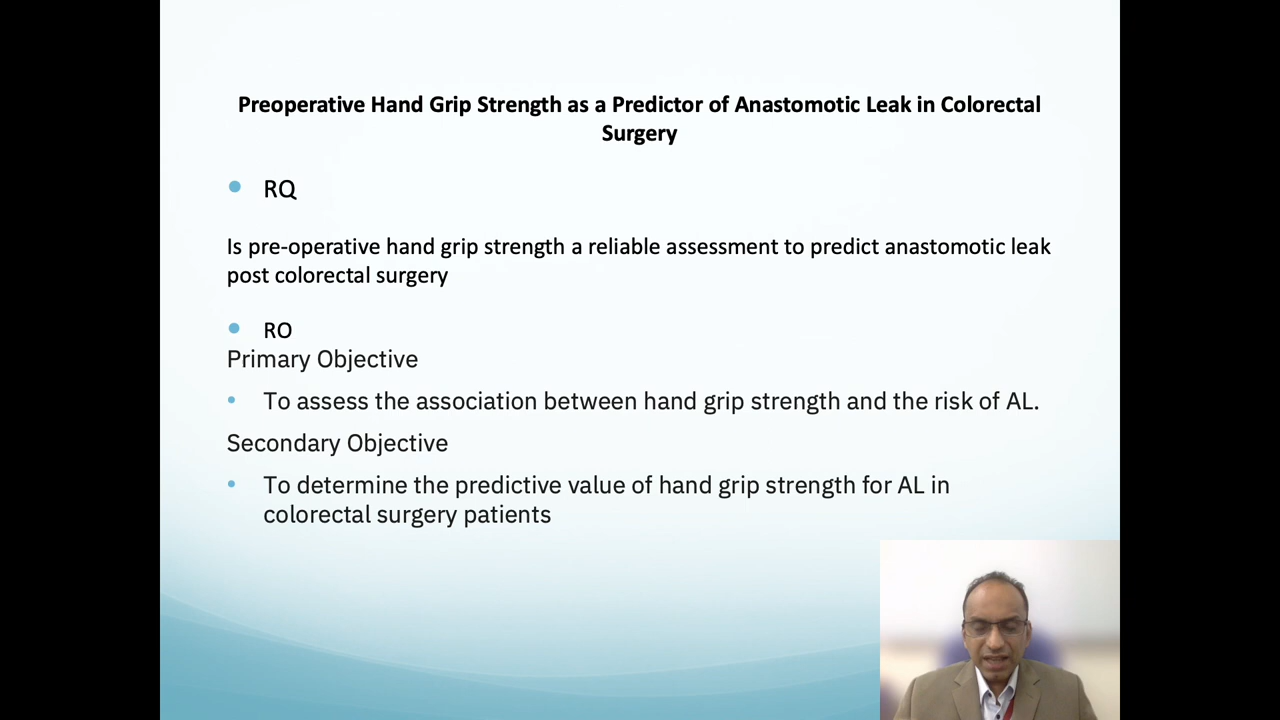 Preoperative Hand Grip Strength as a Predictor of Anastomotic Leak in Colorectal
Surgery
• RQ
Is pre-operative hand grip strength a reliable assessment to predict anastomotic leak
post colorectal surgery
• RO
Primary Objective
• To assess the association between hand grip strength and the risk of AL.
Secondary Objective
• To determine the predictive value of hand grip strength for AL in
colorectal surgery patients